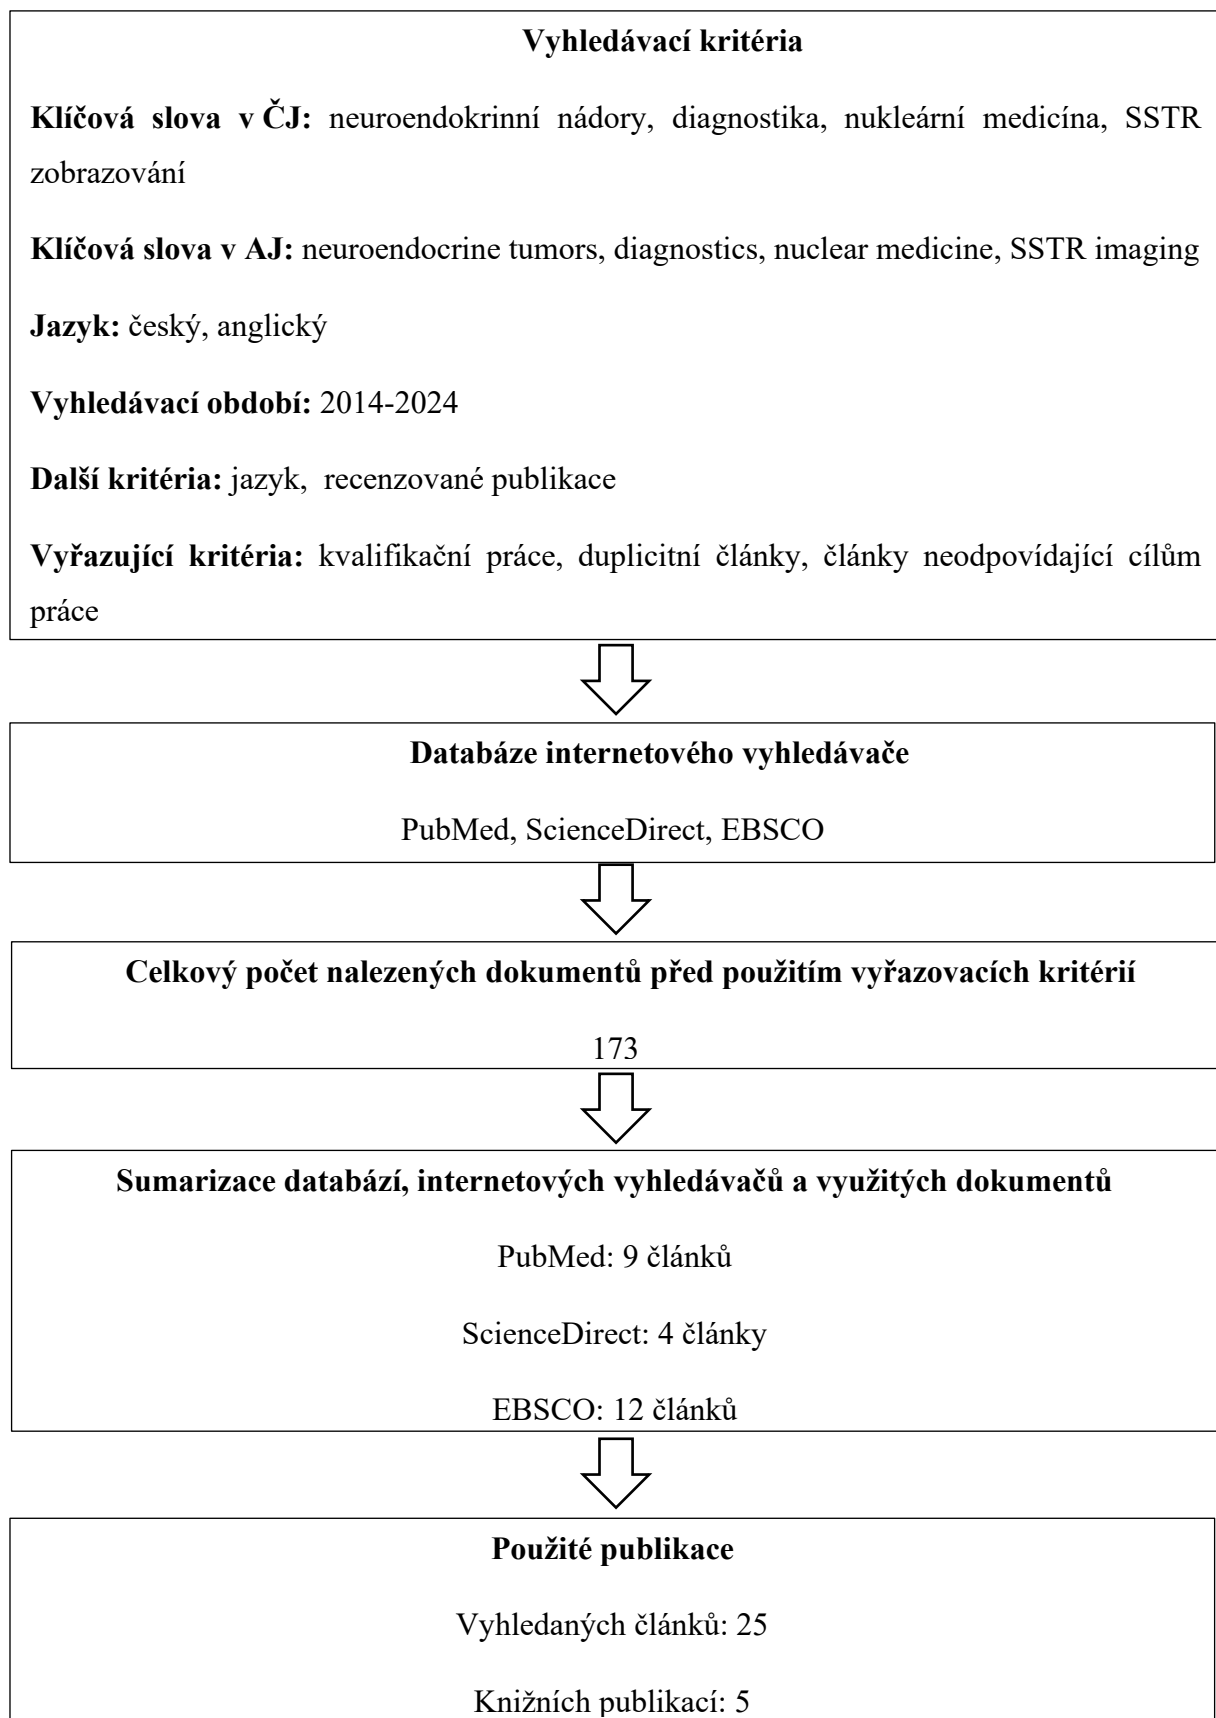 Vyhledávací kritéria
Klíčová slova v ČJ: neuroendokrinní nádory, diagnostika, nukleární medicína, SSTR
zobrazování
Klíčová slova v AJ: neuroendocrine tumors, diagnostics, nuclear medicine, SSTR imaging
Jazyk: český, anglický
Vyhledávací období: 2014-2024
Další kritéria: jazyk, recenzované publikace
Vyřazující kritéria: kvalifikační práce, duplicitní články, články neodpovídající cílům
práce
Databáze internetového vyhledávače
PubMed, ScienceDirect, EBSCO
Celkový počet nalezených dokumentů před použitím vyřazovacích kritérií
173
Sumarizace databází, internetových vyhledávačů a využitých dokumentů
PubMed: 9 článků
ScienceDirect: 4 články
EBSCO: 12 článků
Použité publikace
Vyhledaných článků: 25
Knižních publikací: 5